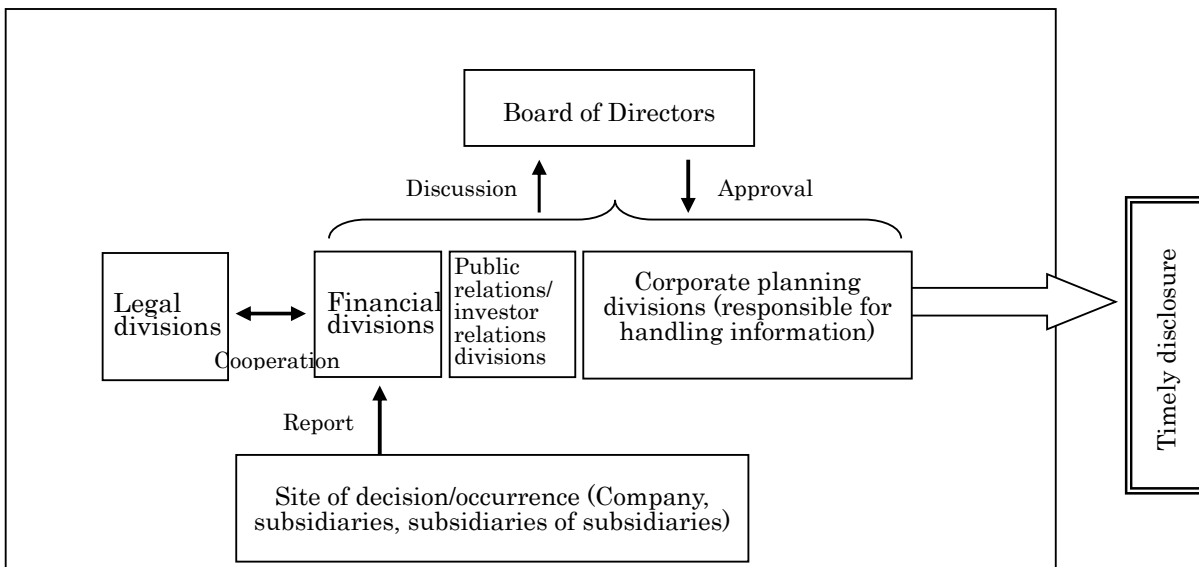 Board of Directors
Discussion
Approval
Legal
divisions
Cooperation
Financial
divisions
Public
relations/
investor
relations
divisions
Corporate planning
divisions (responsible for
handling information)
Timely disclosure
Report
Site of decision/occurrence (Company,
subsidiaries, subsidiaries of subsidiaries)